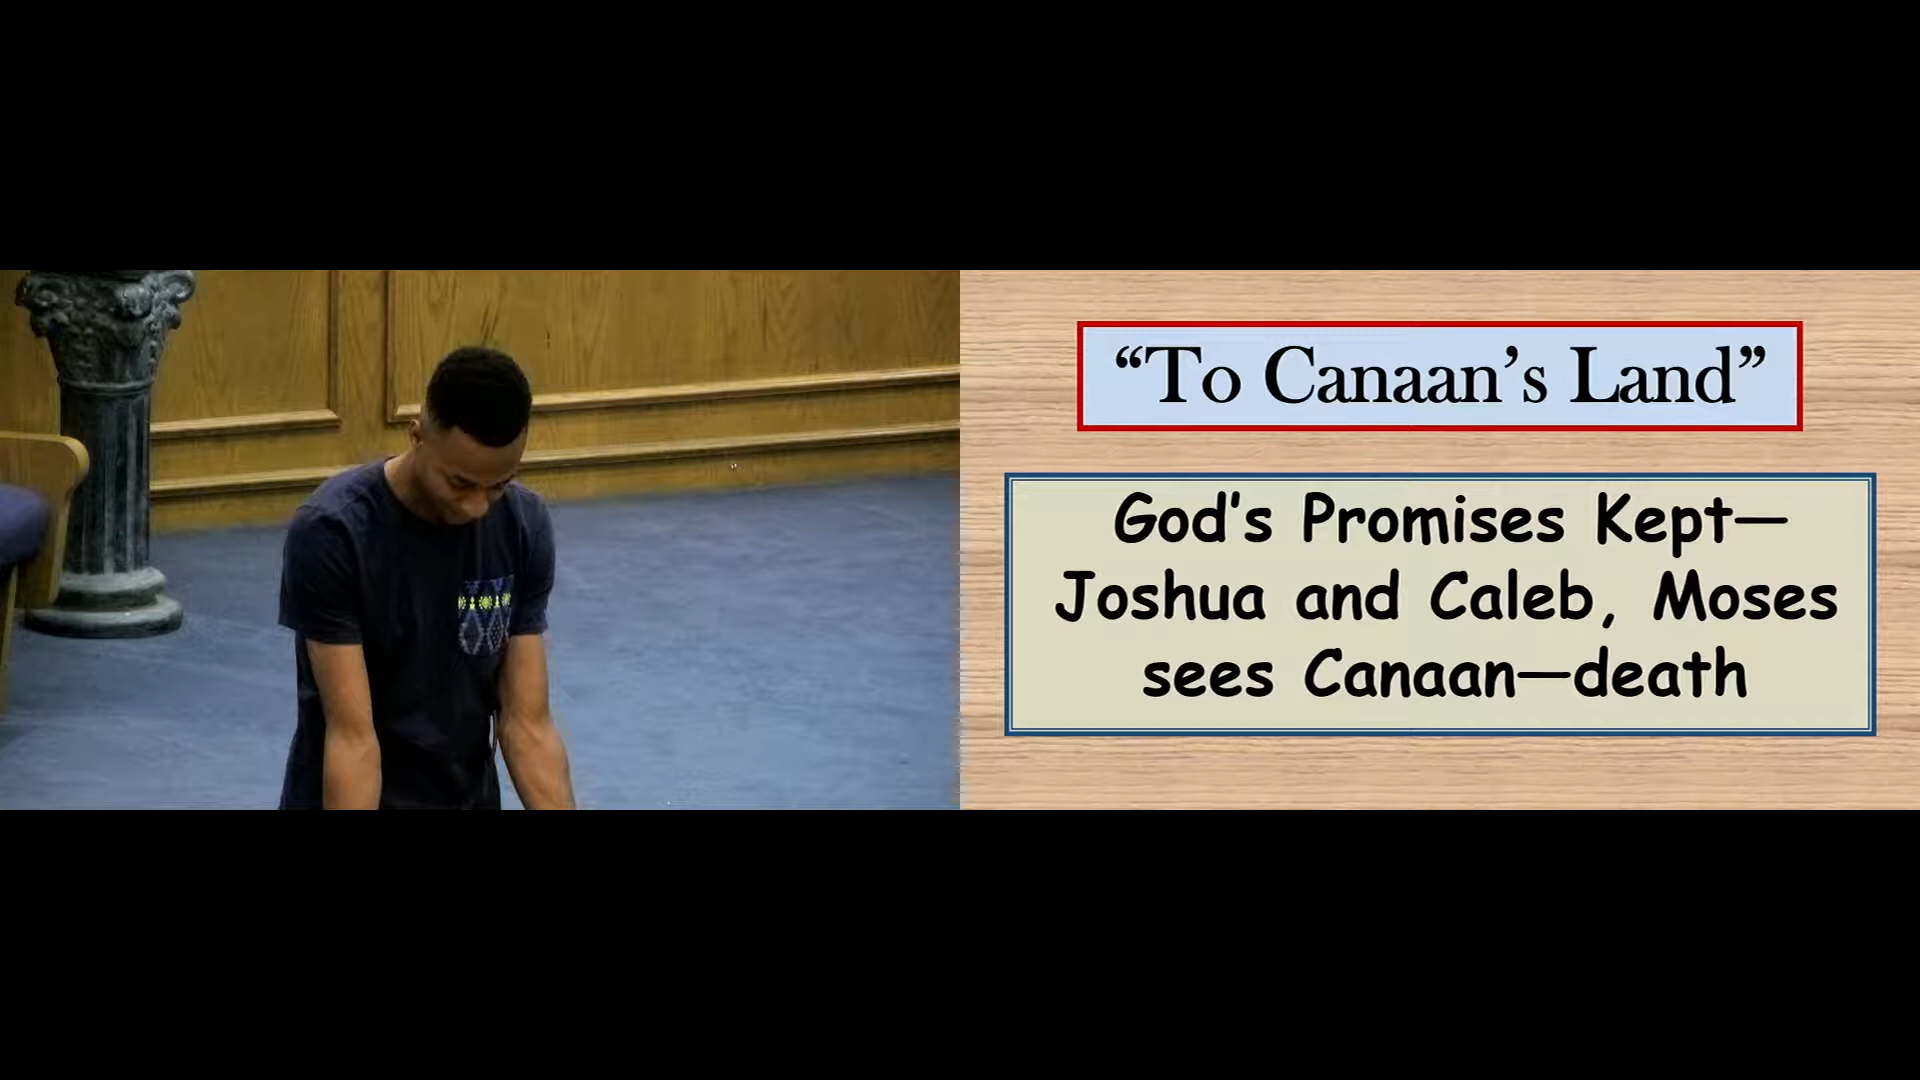 “To Canaan’s Land”
God’s Promises Kept—
Joshua and Caleb, Moses
sees Canaan—death